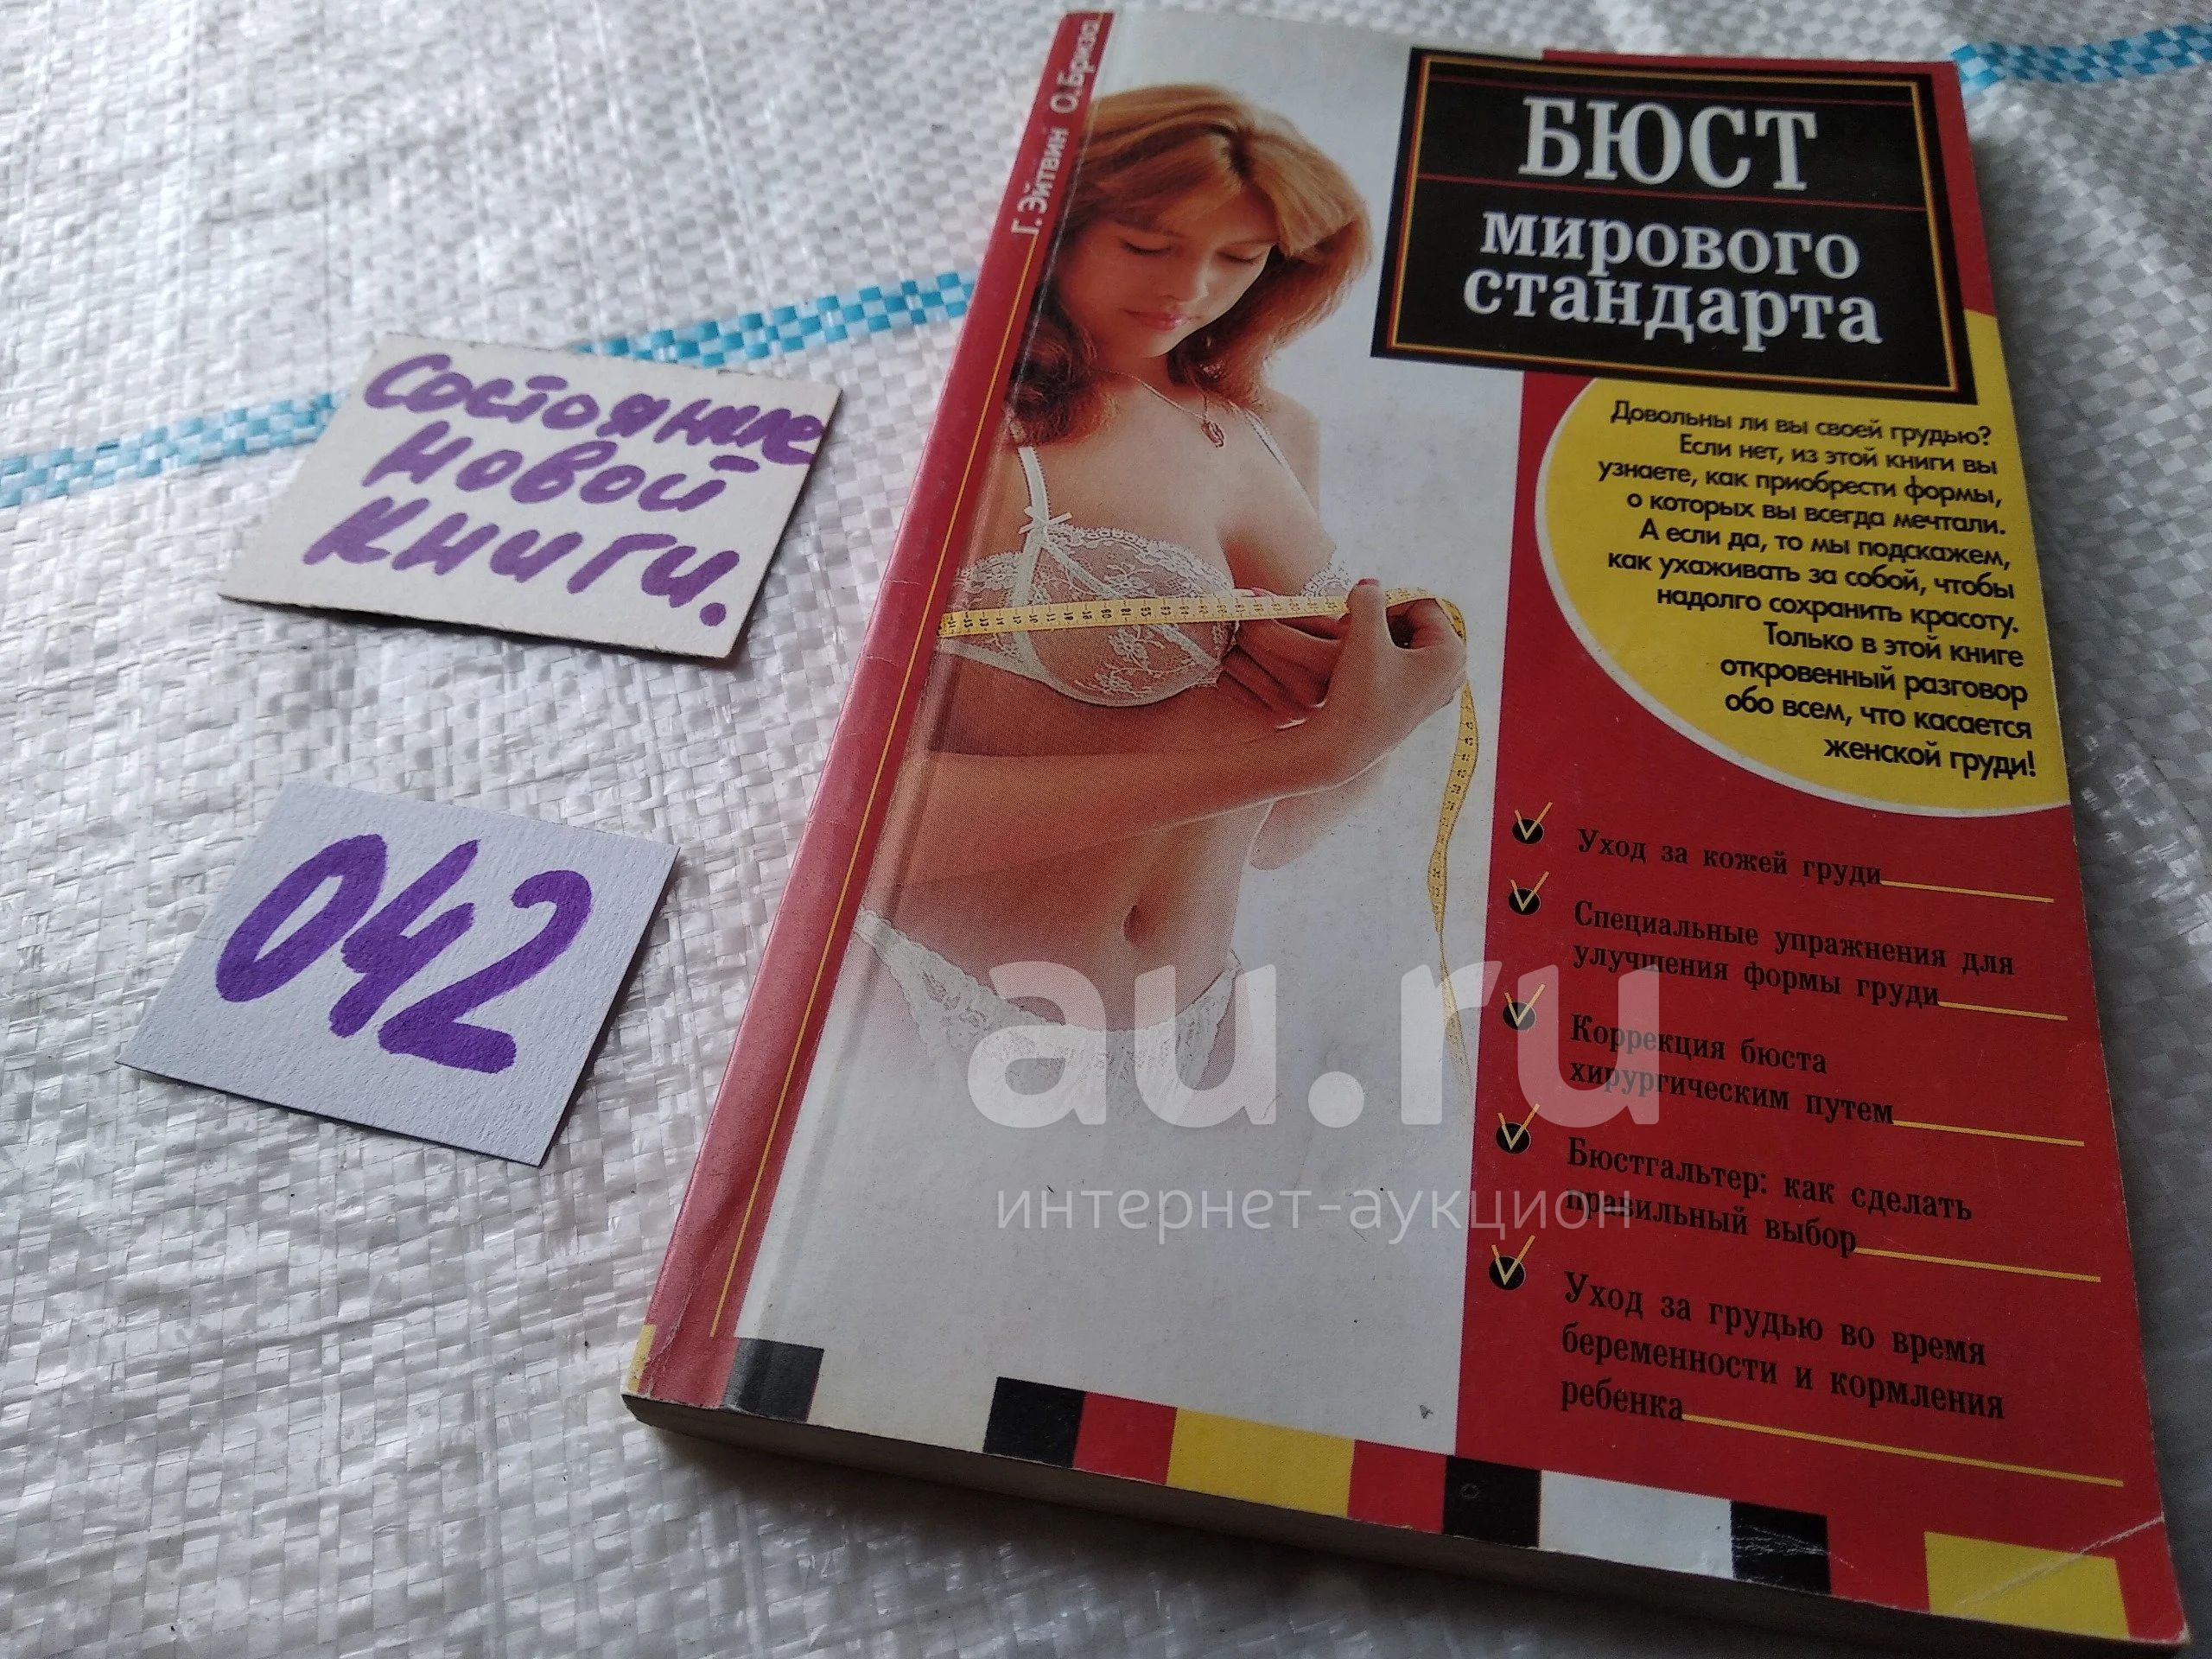 Г. Эйтвин О.Бриая
БЮСТ
мирового
стандарта
Довольны ли вы своей грудью?
Если нет, из этой книги вы
узнаете, как приобрести формы,
о которых вы всегда мечтали.
А если да, то мы подскажем,
как ухаживать за собой, чтобы
надолго сохранить красоту.
Только в этой книге
откровенный разговор
обо всем, что касается
женской груди!
Уход за кожей груди
Специальные упражнения для
улучшения формы груди
Коррекция бюста
хирургическим путем
Бюстгальтер: как сделать
правильный выбор
Уход за грудью во время
беременности и кормления
ребенка
Состояние
новой
книги.
042
au.ru
интернет-аукцион